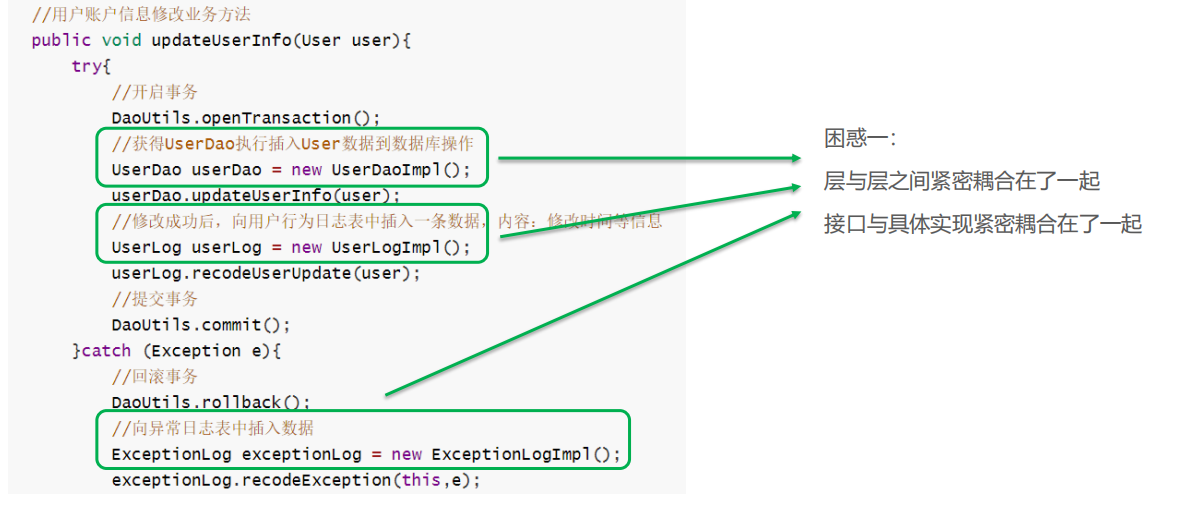 //用户账户信息修改业务方法
public void updateUserInfo(User user){
try{
//开启事务
DaoUtils.openTransaction();
//获得UserDao执行插入User数据到数据库操作
UserDao userDao = new UserDaoImpl();
userDao.updateUserInfo(user);
//修改成功后，向用户行为日志表中插入一条数据，内容：修改时间等信息
UserLog userLog = new UserLogImpl();
userLog.recodeUserUpdate(user);
//提交事务
DaoUtils.commit();
}catch (Exception e){
//回滚事务
DaoUtils.rollback();
//向异常日志表中插入数据
ExceptionLog exceptionLog = new ExceptionLogImpl();
exceptionLog.recodeException(this,e);
困惑一：
层与层之间紧密耦合在了一起
接口与具体实现紧密耦合在了一起